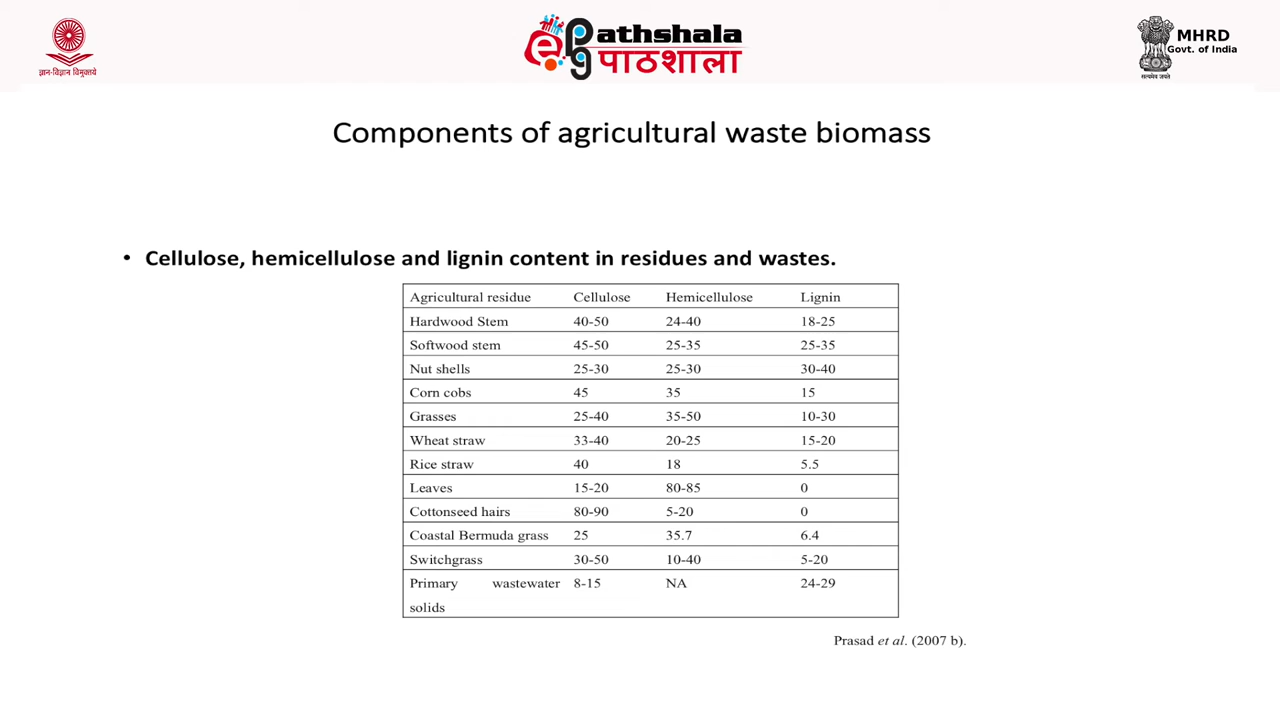 ज्ञान-विज्ञान विमुक्तये
ePathshala
पाठशाला
MHRD
Govt. of India
सत्यमेव जयते
Components of agricultural waste biomass
• Cellulose, hemicellulose and lignin content in residues and wastes.
Agricultural residue Cellulose Hemicellulose Lignin
Hardwood Stem 40-50 24-40 18-25
Softwood stem 45-50 25-35 25-35
Nut shells 25-30 25-30 30-40
Corn cobs 45 35 15
Grasses 25-40 35-50 10-30
Wheat straw 33-40 20-25 15-20
Rice straw 40 18 5.5
Leaves 15-20 80-85 0
Cottonseed hairs 80-90 5-20 0
Coastal Bermuda grass 25 35.7 6.4
Switchgrass 30-50 10-40 5-20
Primary wastewater 8-15 NA 24-29
solids
Prasad et al. (2007 b).